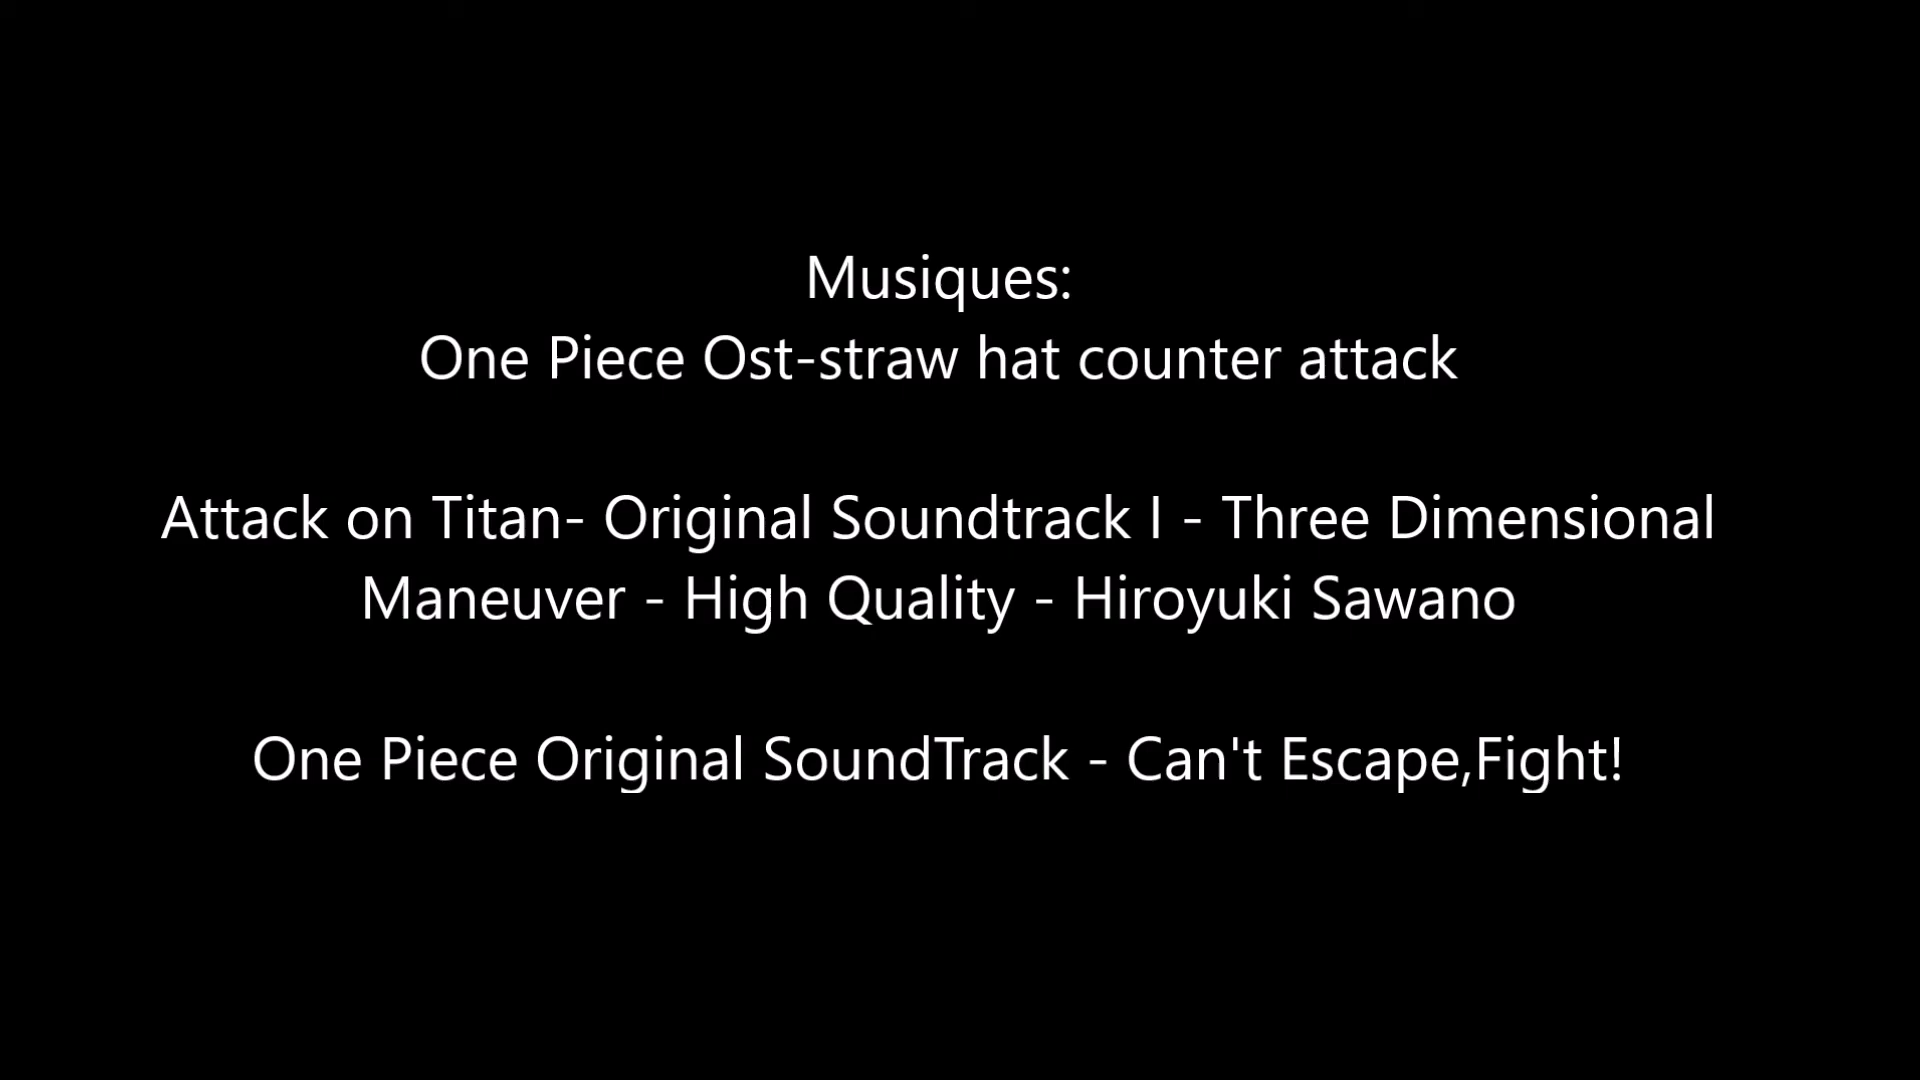 Musiques:
One Piece Ost-straw hat counter attack
Attack on Titan- Original Soundtrack I - Three Dimensional
Maneuver - High Quality - Hiroyuki Sawano
One Piece Original SoundTrack - Can't Escape,Fight!